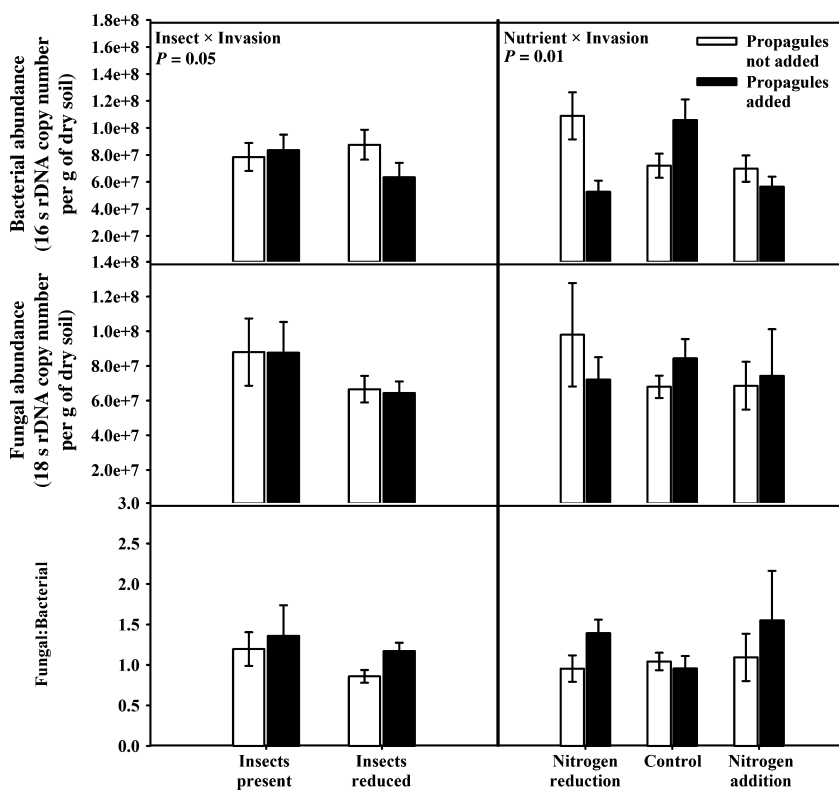 Bacterial abundance
(16 s rDNA copy number
per g of dry soil)
1.8e+8
1.6e+8
1.4e+8
1.2e+8
1.0e+8
8.0e+7
6.0e+7
4.0e+7
2.0e+7
Insect × Invasion
P = 0.05
Nutrient × Invasion
P = 0.01
Propagules
not added
Propagules
added
Fungal abundance
(18 s rDNA copy number
per g of dry soil)
1.4e+8
1.2e+8
1.0e+8
8.0e+7
6.0e+7
4.0e+7
2.0e+7
Fungal:Bacterial
3.0
2.5
2.0
1.5
1.0
0.5
0.0
Insects
present
Insects
reduced
Nitrogen
reduction
Control
Nitrogen
addition